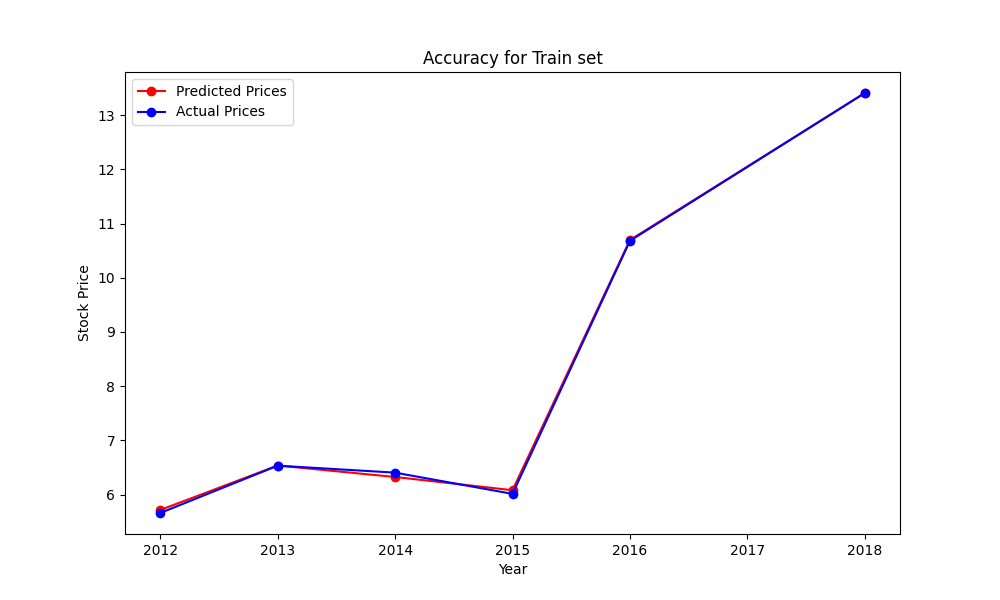 Accuracy for Train set
Predicted Prices
Actual Prices
13
12
11
10
9
8
7
6
Stock Price
2012 2013 2014 2015 2016 2017 2018
Year